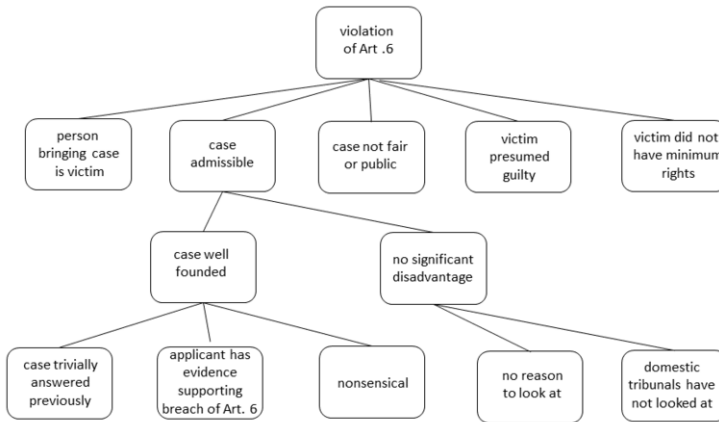 violation
of Art .6
person
bringing case
is victim
case
admissible
case not fair
or public
victim
presumed
guilty
victim did not
have minimum
rights
case well
founded
no significant
disadvantage
case trivially
answered
previously
applicant has
evidence
supporting
breach of Art. 6
nonsensical
no reason
to look at
domestic
tribunals have
not looked at